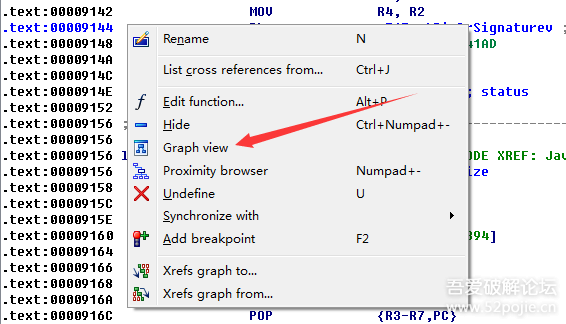 .text:00009142 MOV R4, R2
.text:00009144 rSignaturev ;
.text:00009148 Rename N 41AD
.text:0000914A
.text:0000914C List cross references from... Ctrl+J
.text:0000914E Edit function... Alt+P ; status
.text:00009152 Hide Ctrl+Numpad+-
.text:00009156 ;
.text:00009156 Graph view
.text:00009156 Proximity browser Numpad+- ODE XREF: Jav
.text:00009156 ize
.text:00009158 Undefine U
.text:0000915C Synchronize with
.text:0000915E Add breakpoint F2
.text:00009160 394]
.text:00009164 Xrefs graph to...
.text:00009166 Xrefs graph from...
.text:00009168
.text:0000916A
.text:0000916C POP {R3-R7,PC}
吾爱破解论坛
www.52pojie.cn